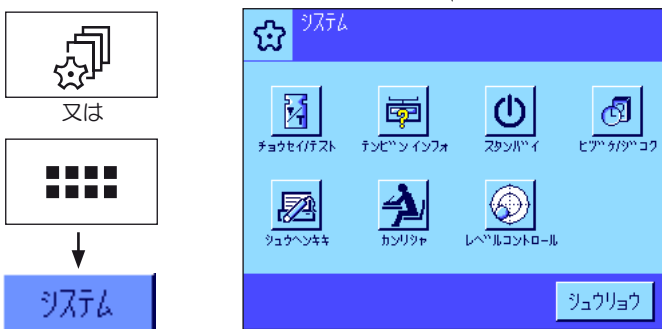 又は
システム
システム
チョウセイ/テスト
テンビン インフォ
スタンバイ
ヒヅケ/ジコク
シュウヘンキキ
カンリシャ
レベルコントロール
シュウリョウ